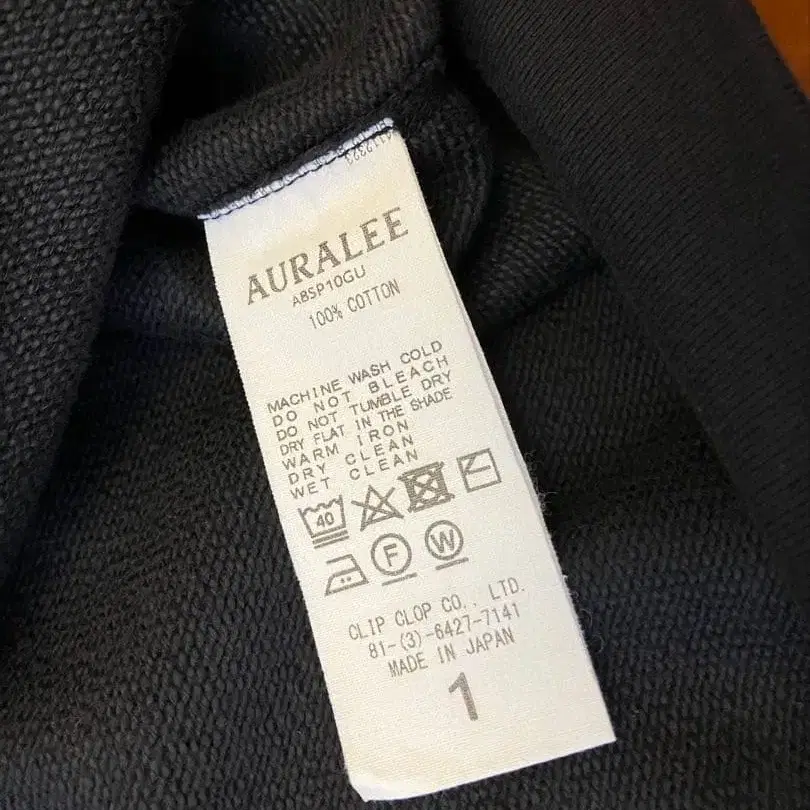 AURALEE
A8SP10GU
100% COTTON
MACHINE WASH COLD
DO NOT BLEACH
DO NOT TUMBLE DRY
DRY FLAT IN THE SHADE
WARM IRON
DRY CLEAN
WET CLEAN
40
F W
CLIP CLOP CO., LTD.
81-(3)-6427-7141
MADE IN JAPAN
1